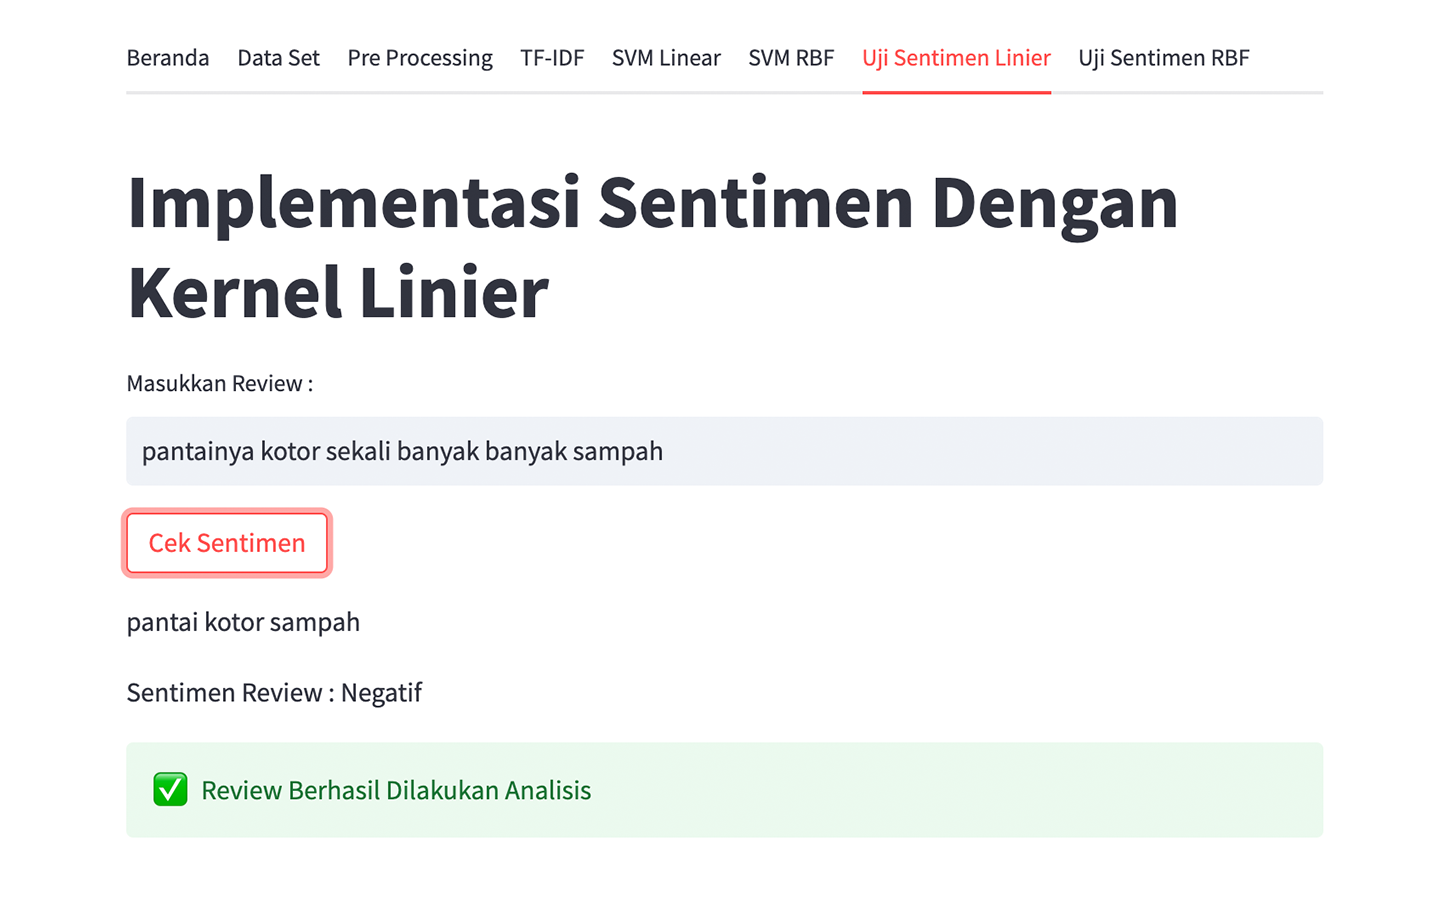 Beranda Data Set Pre Processing TF-IDF SVM Linear SVM RBF Uji Sentimen Linier Uji Sentimen RBF
Implementasi Sentimen Dengan
Kernel Linier
Masukkan Review :
pantainya kotor sekali banyak banyak sampah
Cek Sentimen
pantai kotor sampah
Sentimen Review : Negatif
Review Berhasil Dilakukan Analisis